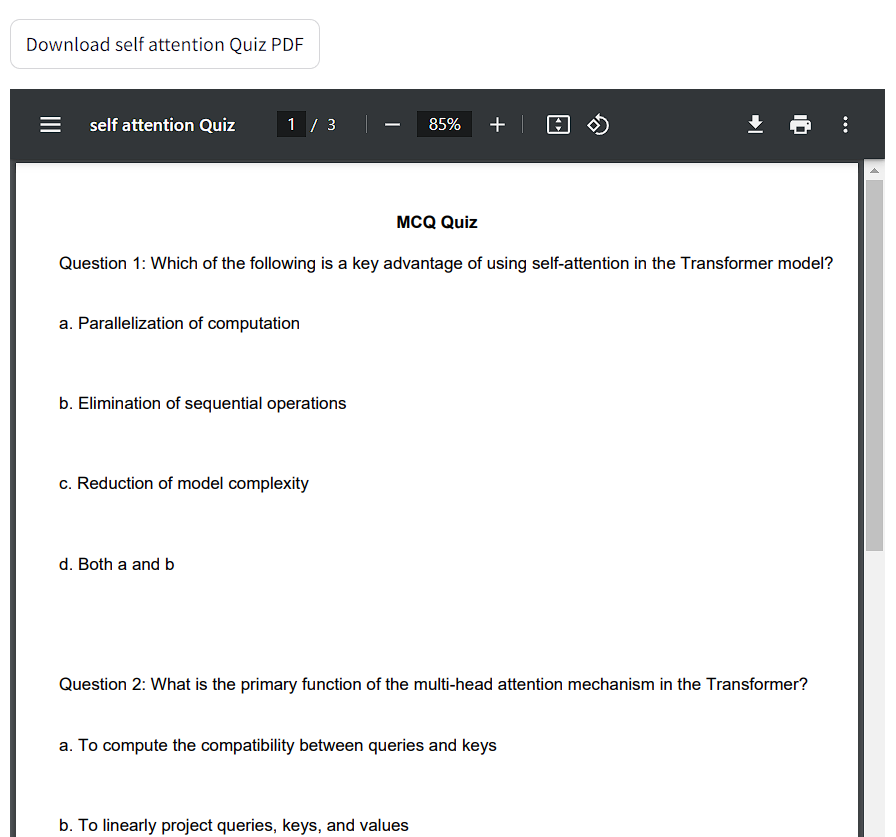 Download self attention Quiz PDF
self attention Quiz 1 / 3 85%
MCQ Quiz
Question 1: Which of the following is a key advantage of using self-attention in the Transformer model?
a. Parallelization of computation
b. Elimination of sequential operations
c. Reduction of model complexity
d. Both a and b
Question 2: What is the primary function of the multi-head attention mechanism in the Transformer?
a. To compute the compatibility between queries and keys
b. To linearly project queries, keys, and values